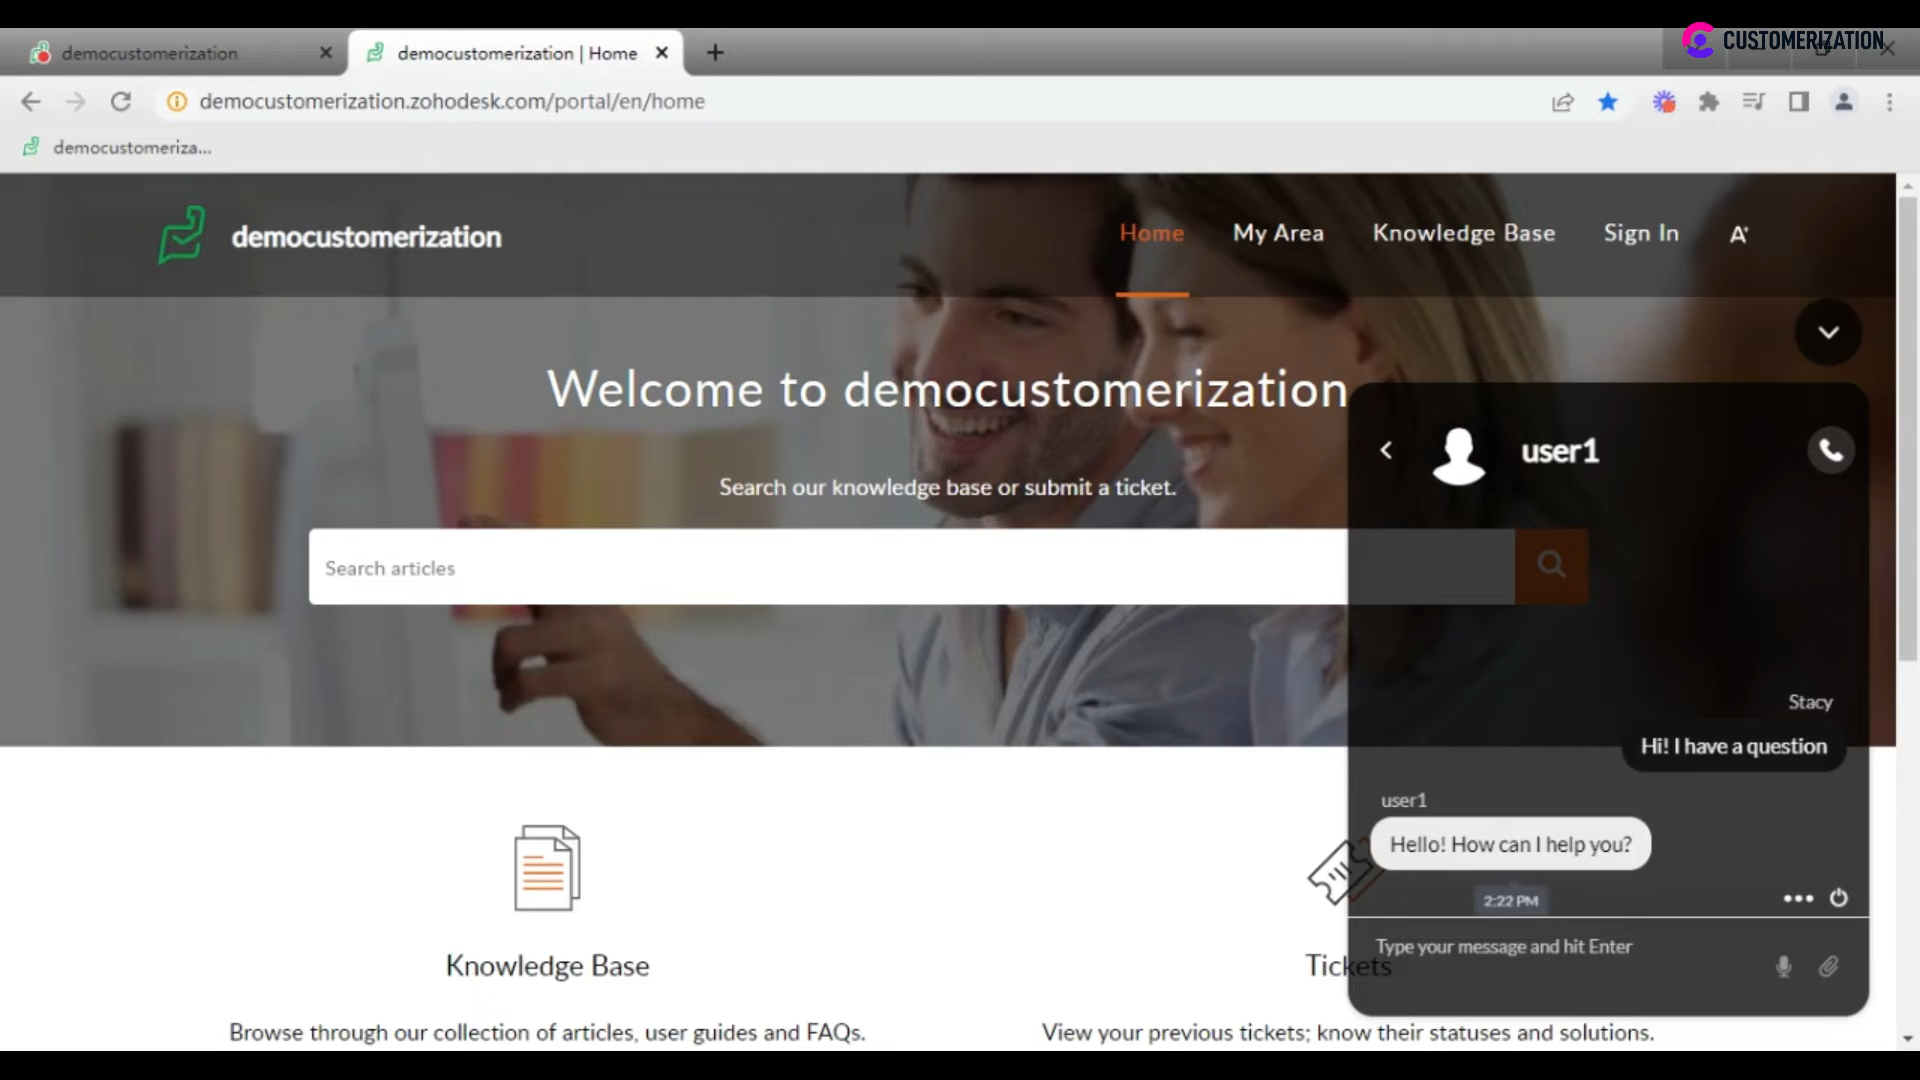 CUSTOMERIZATION
democustomerization
democustomerization | Home
democustomerization.zohodesk.com/portal/en/home
democustomeriza...
democustomerization
Home My Area Knowledge Base Sign In A+
Welcome to democustomerization
Search our knowledge base or submit a ticket.
Search articles
user1
Stacy
Hi! I have a question
user1
Hello! How can I help you?
2:22 PM
Type your message and hit Enter
Knowledge Base
Browse through our collection of articles, user guides and FAQs.
Tickets
View your previous tickets; know their statuses and solutions.